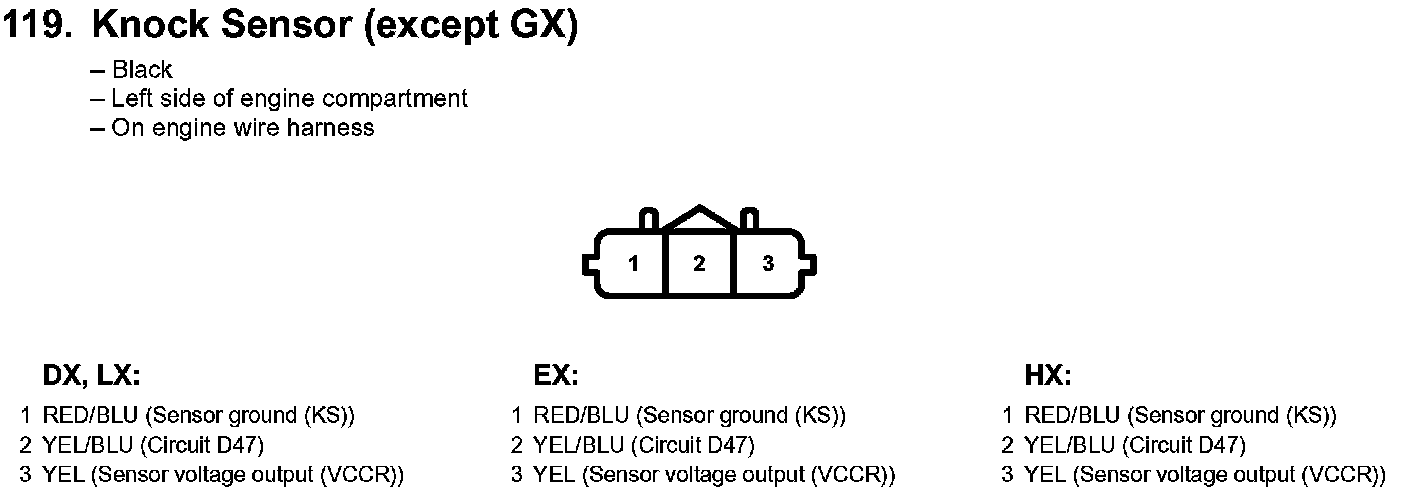 119. Knock Sensor (except GX)
– Black
– Left side of engine compartment
– On engine wire harness
1 2 3
DX, LX:
1 RED/BLU (Sensor ground (KS))
2 YEL/BLU (Circuit D47)
3 YEL (Sensor voltage output (VCCR))
EX:
1 RED/BLU (Sensor ground (KS))
2 YEL/BLU (Circuit D47)
3 YEL (Sensor voltage output (VCCR))
HX:
1 RED/BLU (Sensor ground (KS))
2 YEL/BLU (Circuit D47)
3 YEL (Sensor voltage output (VCCR))